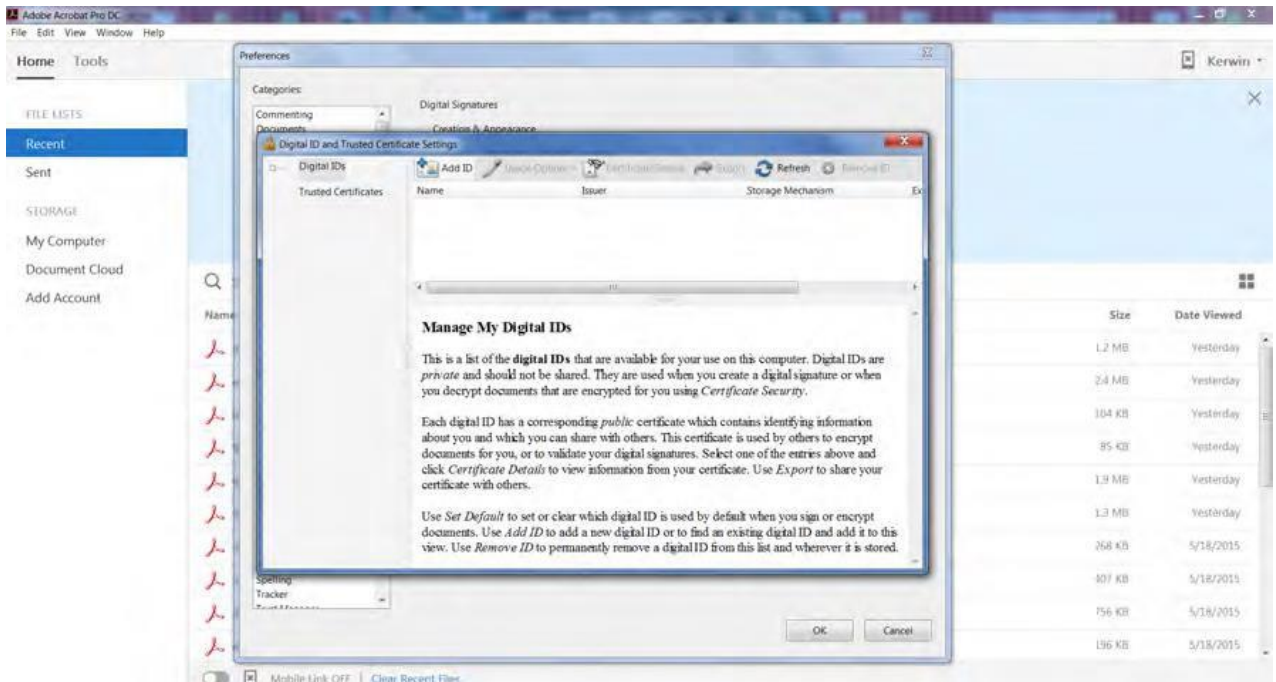 Adobe Acrobat Pro DC
File Edit View Window Help
Home Tools
Kerwin
Preferences
Categories:
Commenting
Documents
Digital Signatures
Creation & Appearance
FILE LISTS
Recent
Sent
STORAGE
My Computer
Document Cloud
Add Account
Digital ID and Trusted Certificate Settings
Digital IDs
Trusted Certificates
Add ID Usage Options Certificate Details Export Refresh Remove ID
Name Issuer Storage Mechanism Ex
Manage My Digital IDs
This is a list of the digital IDs that are available for your use on this computer. Digital IDs are
private and should not be shared. They are used when you create a digital signature or when
you decrypt documents that are encrypted for you using Certificate Security.
Each digital ID has a corresponding public certificate which contains identifying information
about you and which you can share with others. This certificate is used by others to encrypt
documents for you, or to validate your digital signatures. Select one of the entries above and
click Certificate Details to view information from your certificate. Use Export to share your
certificate with others.
Use Set Default to set or clear which digital ID is used by default when you sign or encrypt
documents. Use Add ID to add a new digital ID or to find an existing digital ID and add it to this
view. Use Remove ID to permanently remove a digital ID from this list and wherever it is stored.
Spelling
Tracker
OK Cancel
Name Size Date Viewed
1.2 MB Yesterday
2.4 MB Yesterday
104 KB Yesterday
85 KB Yesterday
1.9 MB Yesterday
1.3 MB Yesterday
268 KB 5/18/2015
407 KB 5/18/2015
756 KB 5/18/2015
196 KB 5/18/2015
Mobile Link OFF | Clear Recent Files